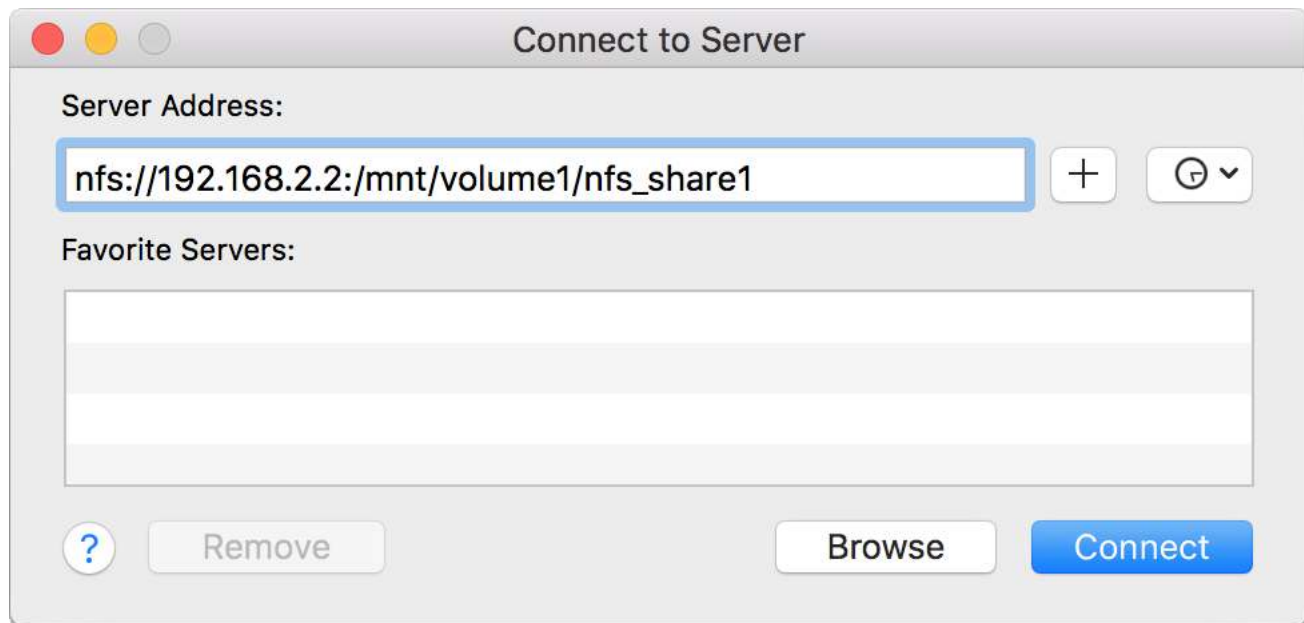 Connect to Server
Server Address:
nfs://192.168.2.2:/mnt/volume1/nfs_share1
Favorite Servers:
? Remove Browse Connect